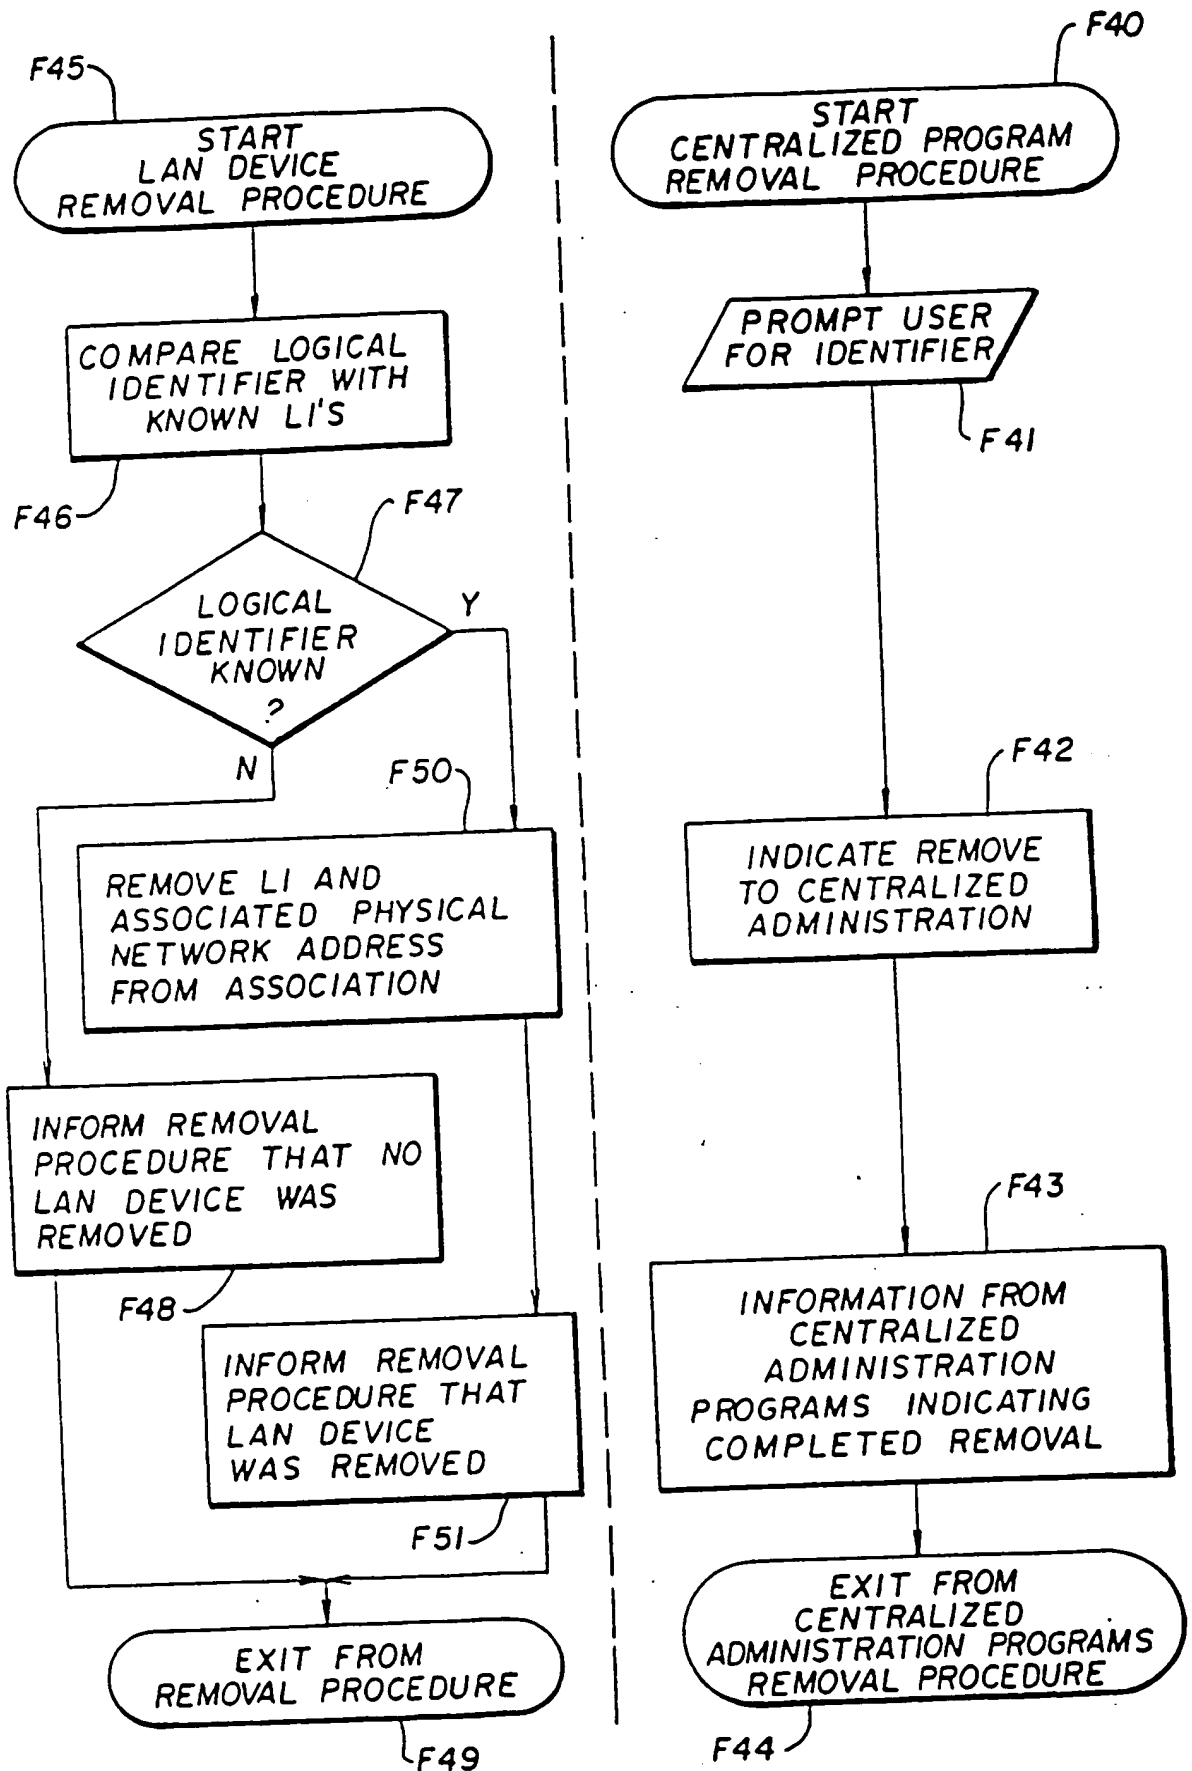 F45
START
LAN DEVICE
REMOVAL PROCEDURE
COMPARE LOGICAL
IDENTIFIER WITH
KNOWN LI'S
F46
F47
LOGICAL
IDENTIFIER
KNOWN
?
Y
N
F50
REMOVE LI AND
ASSOCIATED PHYSICAL
NETWORK ADDRESS
FROM ASSOCIATION
INFORM REMOVAL
PROCEDURE THAT NO
LAN DEVICE WAS
REMOVED
F48
INFORM REMOVAL
PROCEDURE THAT
LAN DEVICE
WAS REMOVED
F51
EXIT FROM
REMOVAL PROCEDURE
F49
F40
START
CENTRALIZED PROGRAM
REMOVAL PROCEDURE
PROMPT USER
FOR IDENTIFIER
F41
F42
INDICATE REMOVE
TO CENTRALIZED
ADMINISTRATION
F43
INFORMATION FROM
CENTRALIZED
ADMINISTRATION
PROGRAMS INDICATING
COMPLETED REMOVAL
EXIT FROM
CENTRALIZED
ADMINISTRATION PROGRAMS
REMOVAL PROCEDURE
F44